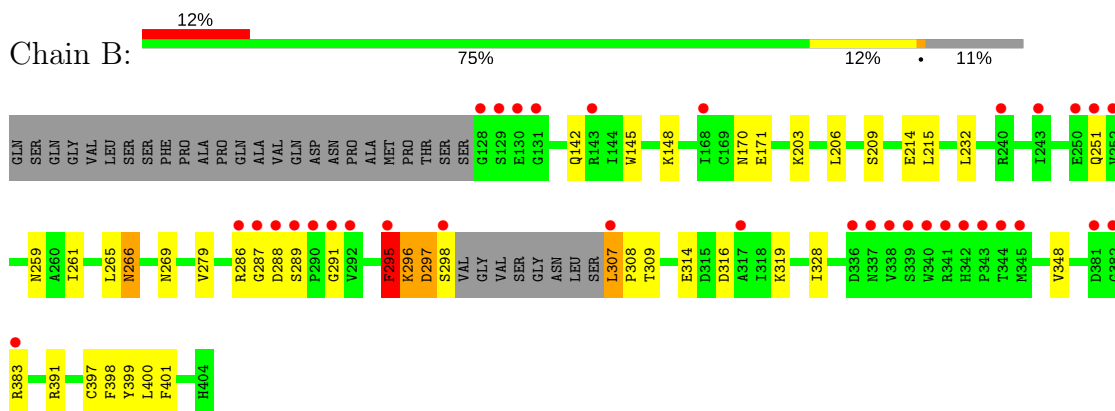 12%
Chain B:
75% 12% • 11%
GLN SER GLN GLY VAL LEU SER SER PHE PRO ALA PRO GLN ALA VAL GLN ASP ASN PRO ALA MET PRO THR SER SER G128 S129 E130 G131 Q142 R143 I144 W145 K148 I168 C169 N170 E171 K203 L206 S209 E214 L215 L232 R240 I243 E250 Q251
N259 A260 I261 L265 N266 N269 V279 R286 G287 D288 S289 P290 G291 V292 F295 K296 D297 S298 VAL GLY VAL SER GLY ASN LEU SER L307 P308 T309 E314 D315 D316 A317 I318 K319 I328 D336 N337 V338 S339 W340 R341 H342 P343 T344 M345 V348 D381
R383 R391 C397 F398 Y399 L400 F401 H404